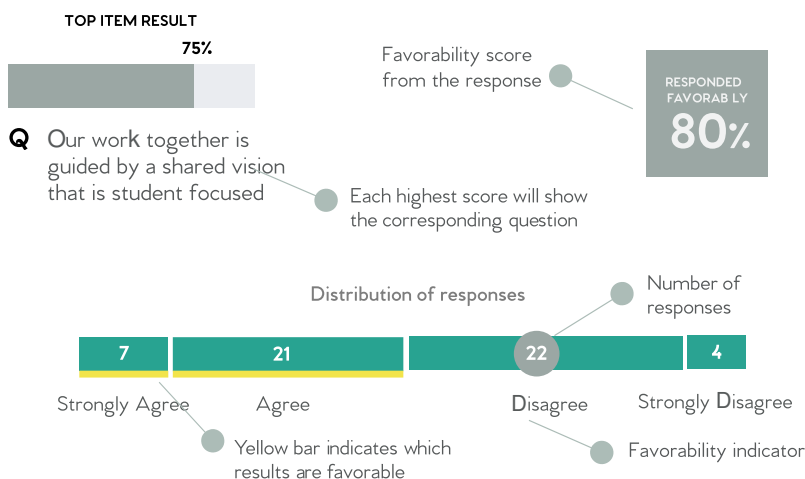 TOP ITEM RESULT
75%
Q Our work together is
guided by a shared vision
that is student focused
Favorability score
from the response
RESPONDED
FAVORAB LY
80%
Each highest score will show
the corresponding question
Distribution of responses
Number of
responses
7 21 22 4
Strongly Agree Agree Disagree Strongly Disagree
Yellow bar indicates which
results are favorable
Favorability indicator